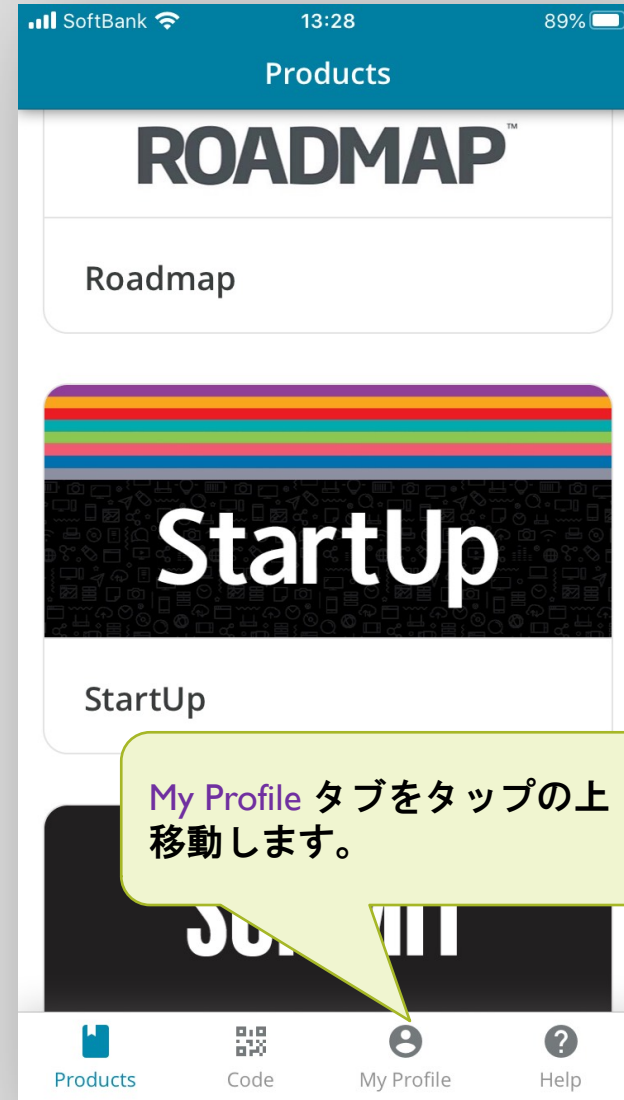 SoftBank 13:28 89%
Products
ROADMAP™
Roadmap
StartUp
StartUp
My Profile タブをタップの上
移動します。
Products Code My Profile Help